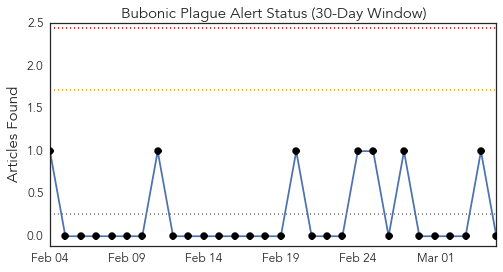 Bubonic Plague Alert Status (30-Day Window)
Articles Found
2.5
2.0
1.5
1.0
0.5
0.0
Feb 04 Feb 09 Feb 14 Feb 19 Feb 24 Mar 01